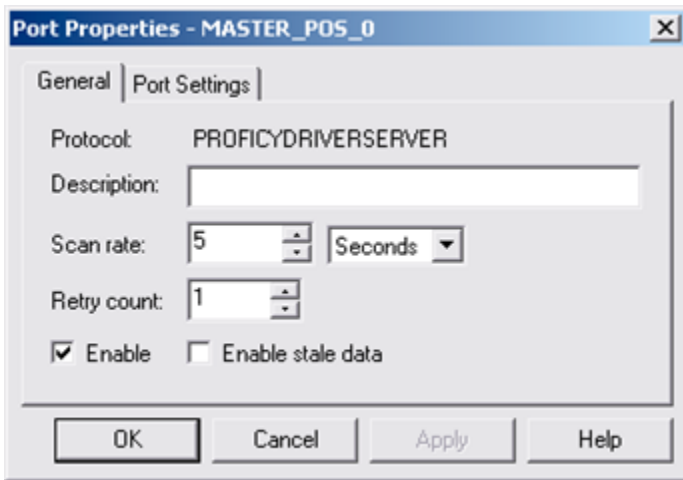 Port Properties - MASTER_POS_0
General Port Settings
Protocol: PROFICYDRIVERSERVER
Description:
Scan rate: 5 Seconds
Retry count: 1
Enable Enable stale data
OK Cancel Apply Help